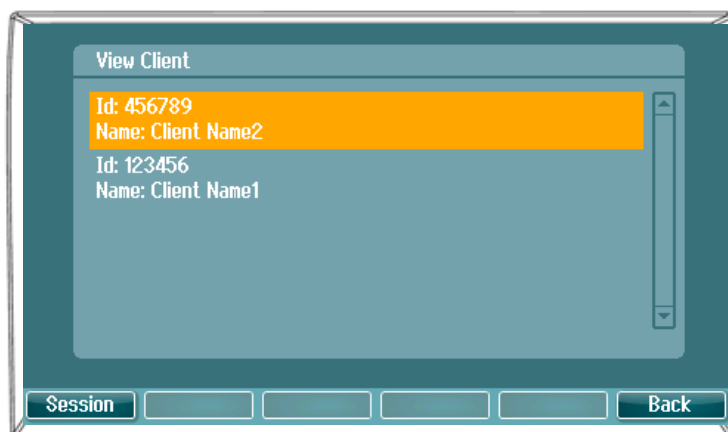 View Client
Id: 456789
Name: Client Name2
Id: 123456
Name: Client Name1
Session
Back